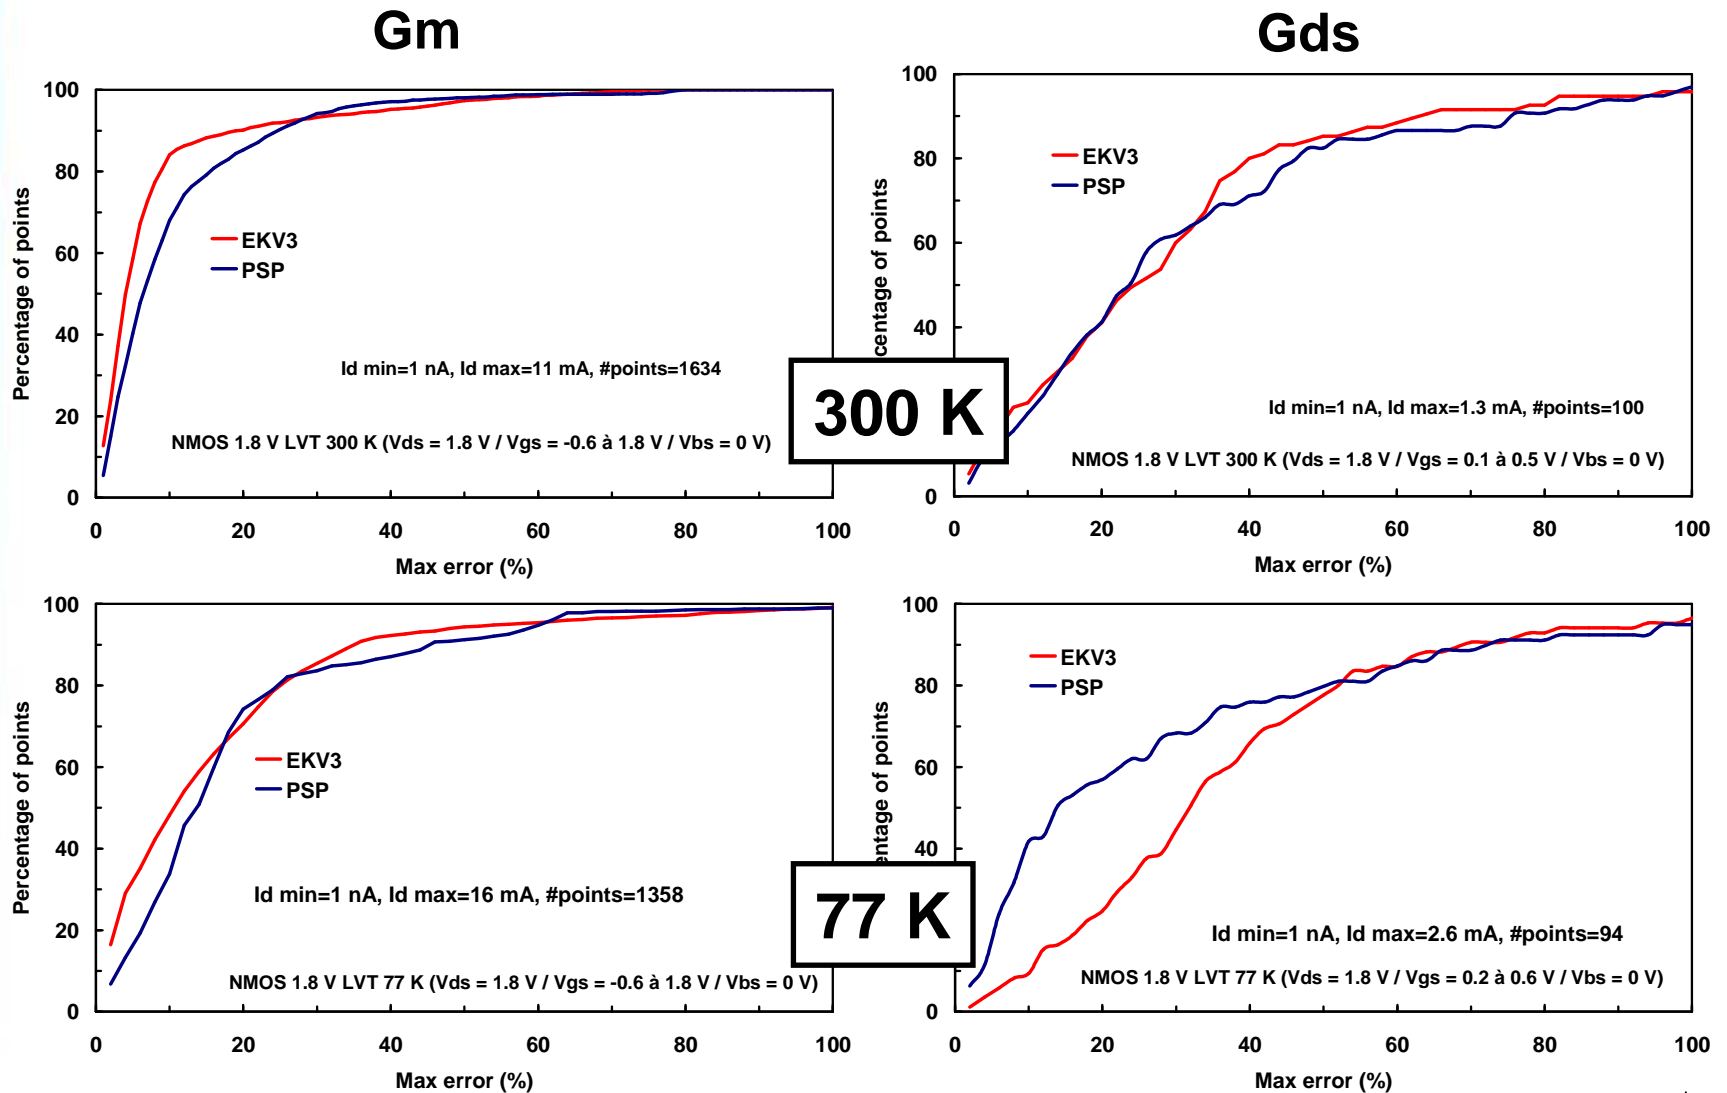 Gm
Gds
100
80
60
40
20
0
Percentage of points
EKV3
PSP
Id min=1 nA, Id max=11 mA, #points=1634
NMOS 1.8 V LVT 300 K (Vds = 1.8 V / Vgs = -0.6 à 1.8 V / Vbs = 0 V)
0 20 40 60 80 100
Max error (%)
100
80
60
40
0
centage of points
EKV3
PSP
Id min=1 nA, Id max=1.3 mA, #points=100
NMOS 1.8 V LVT 300 K (Vds = 1.8 V / Vgs = 0.1 à 0.5 V / Vbs = 0 V)
0 20 40 60 80 100
Max error (%)
300 K
100
80
60
40
20
0
Percentage of points
EKV3
PSP
Id min=1 nA, Id max=16 mA, #points=1358
NMOS 1.8 V LVT 77 K (Vds = 1.8 V / Vgs = -0.6 à 1.8 V / Vbs = 0 V)
0 20 40 60 80 100
Max error (%)
100
80
60
40
20
0
entage of points
EKV3
PSP
Id min=1 nA, Id max=2.6 mA, #points=94
NMOS 1.8 V LVT 77 K (Vds = 1.8 V / Vgs = 0.2 à 0.6 V / Vbs = 0 V)
0 20 40 60 80 100
Max error (%)
77 K